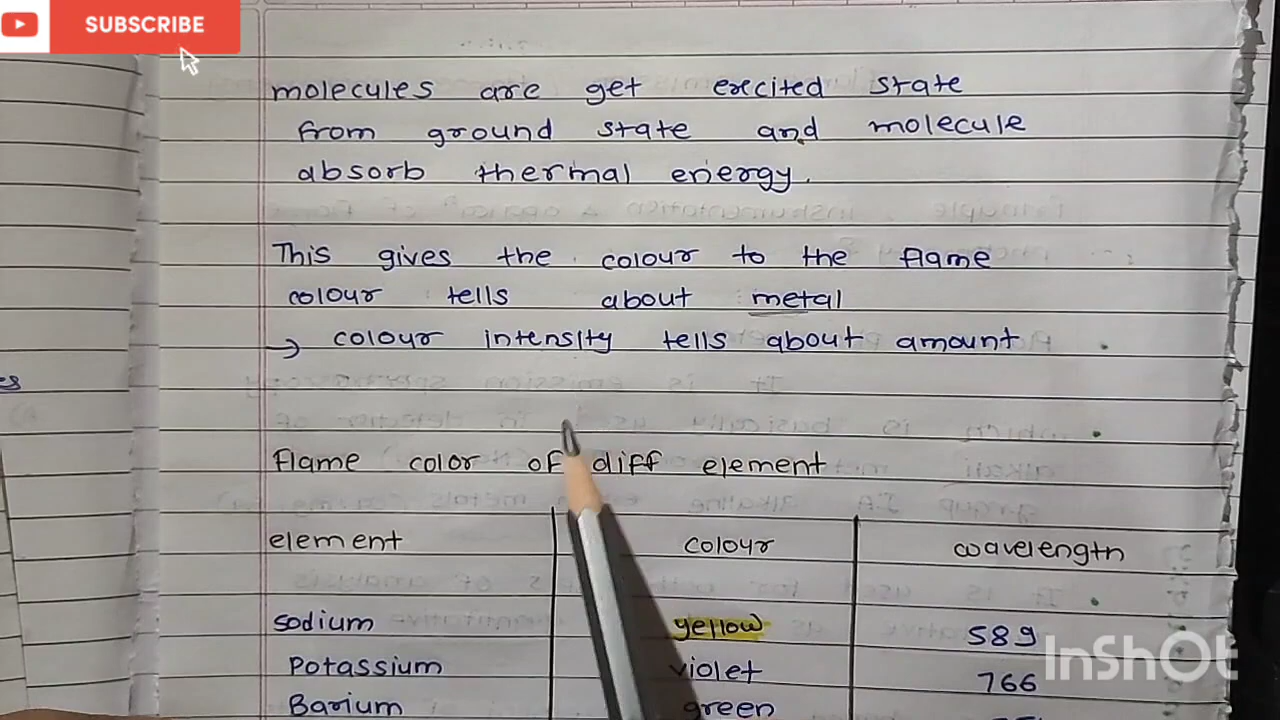 SUBSCRIBE
molecules are get excited state
from ground state and molecule
absorb thermal energy.
This gives the colour to the flame
colour tells about metal
→ colour intensity tells about amount
flame color of diff element
element colour wavelength
sodium yellow 589
Potassium violet 766
Barium green
InShOt